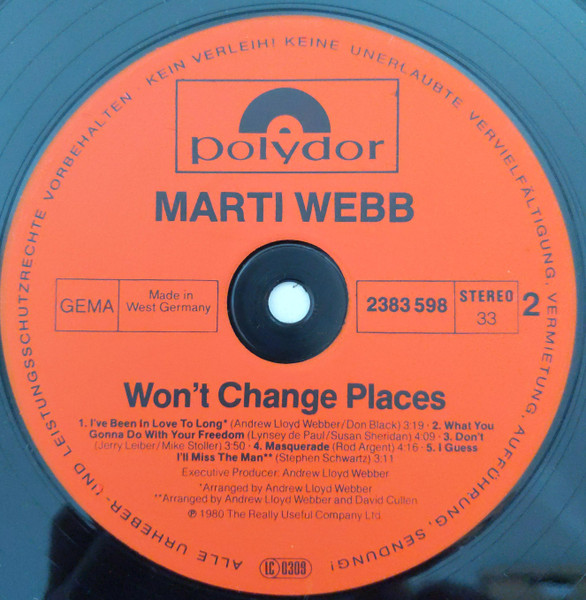 ALLE URHEBER- UND LEISTUNGSSCHUTZRECHTE VORBEHALTEN · KEIN VERLEIH! KEINE UNERLAUBTE VERVIELFÄLTIGUNG, VERMIETUNG, AUFFÜHRUNG, SENDUNG!
polydor
MARTI WEBB
GEMA
Made in
West Germany
2383 598
STEREO
33
2
Won't Change Places
1. I've Been In Love To Long* (Andrew Lloyd Webber/Don Black) 3:19 · 2. What You
Gonna Do With Your Freedom (Lynsey de Paul/Susan Sheridan) 4:09 · 3. Don't
(Jerry Leiber/Mike Stoller) 3:50 · 4. Masquerade (Rod Argent) 4:16 · 5. I Guess
I'll Miss The Man** (Stephen Schwartz) 3:11
Executive Producer: Andrew Lloyd Webber
*Arranged by Andrew Lloyd Webber
**Arranged by Andrew Lloyd Webber and David Cullen
℗ 1980 The Really Useful Company Ltd.
LC 0309